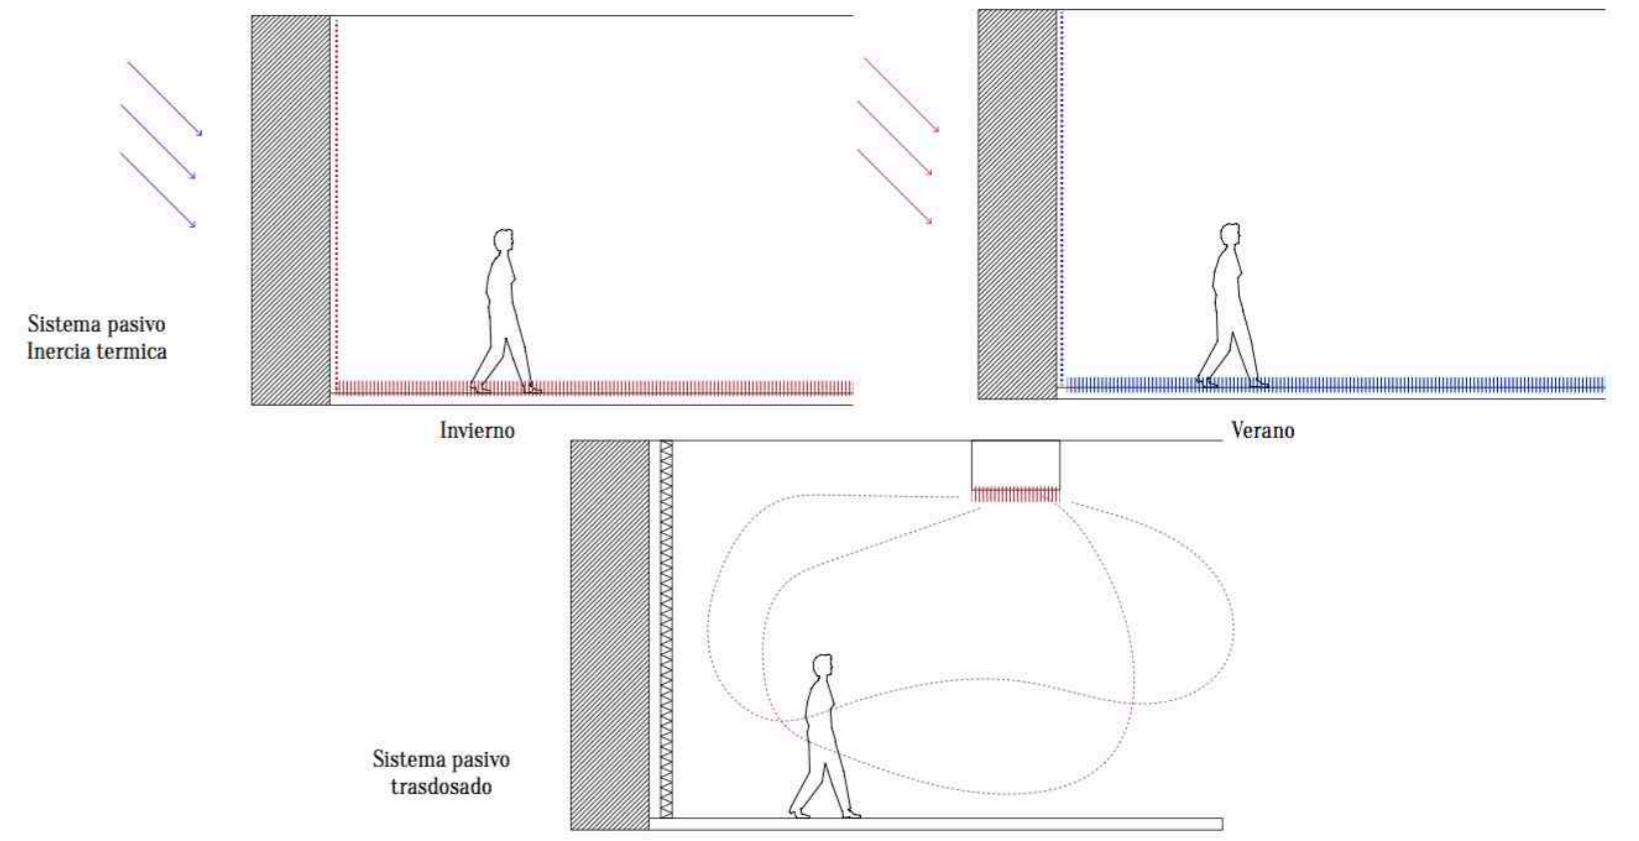 Sistema pasivo
Inercia termica
Invierno
Verano
Sistema pasivo
trasdosado